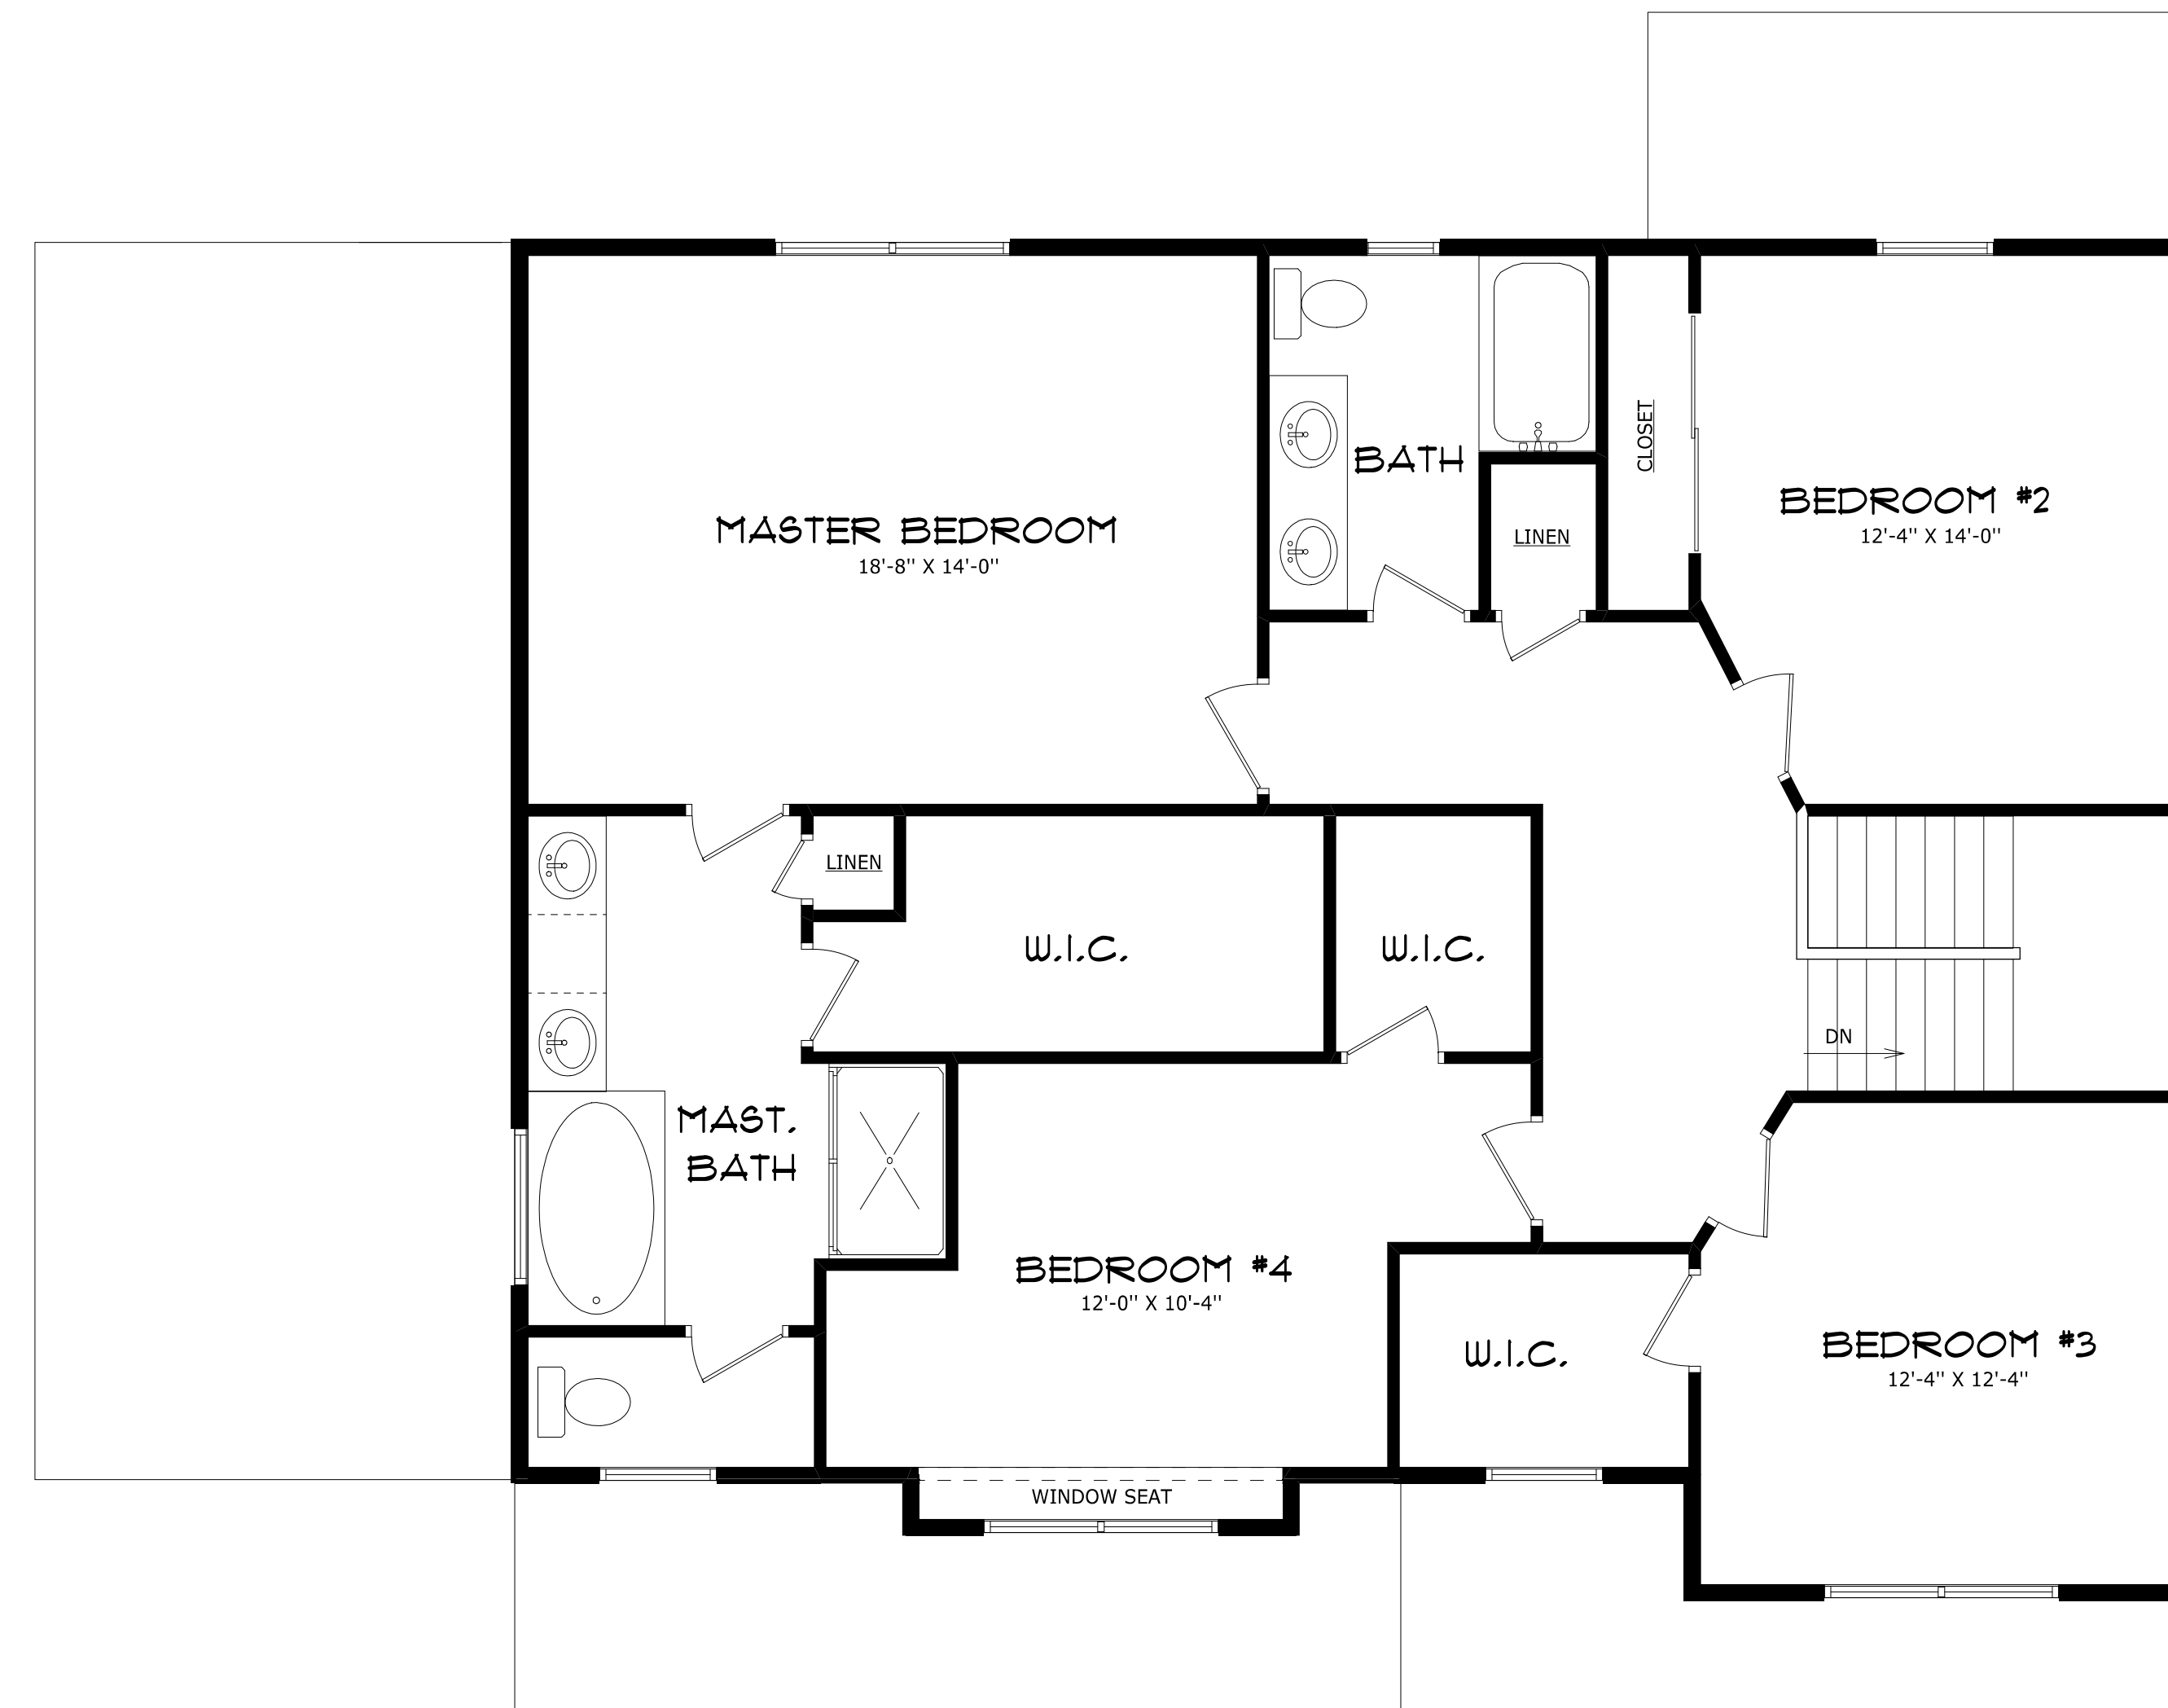 CLOSET
BATH
BEDROOM #2
12'-4" X 14'-0"
MASTER BEDROOM
18'-8" X 14'-0"
LINEN
LINEN
W.I.C.
W.I.C.
DN
MAST.
BATH
BEDROOM #4
12'-0" X 10'-4"
W.I.C.
BEDROOM #3
12'-4" X 12'-4"
WINDOW SEAT